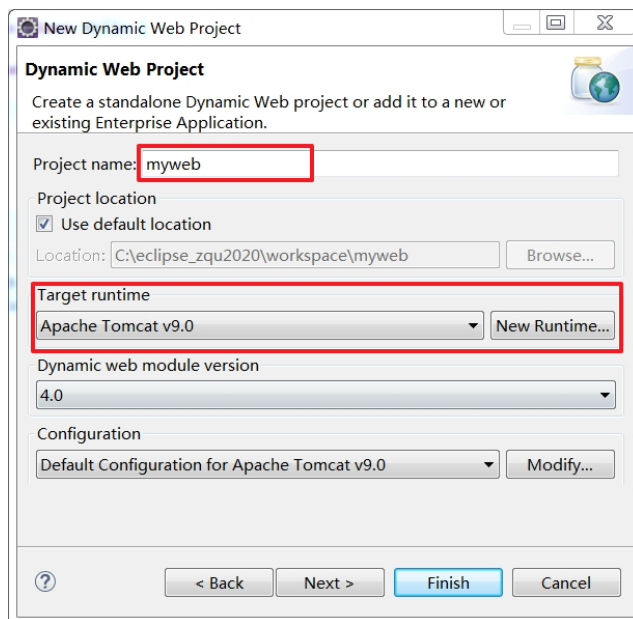 New Dynamic Web Project
Dynamic Web Project
Create a standalone Dynamic Web project or add it to a new or
existing Enterprise Application.
Project name: myweb
Project location
Use default location
Location: C:\eclipse_zqu2020\workspace\myweb Browse...
Target runtime
Apache Tomcat v9.0 New Runtime...
Dynamic web module version
4.0
Configuration
Default Configuration for Apache Tomcat v9.0 Modify...
? < Back Next > Finish Cancel